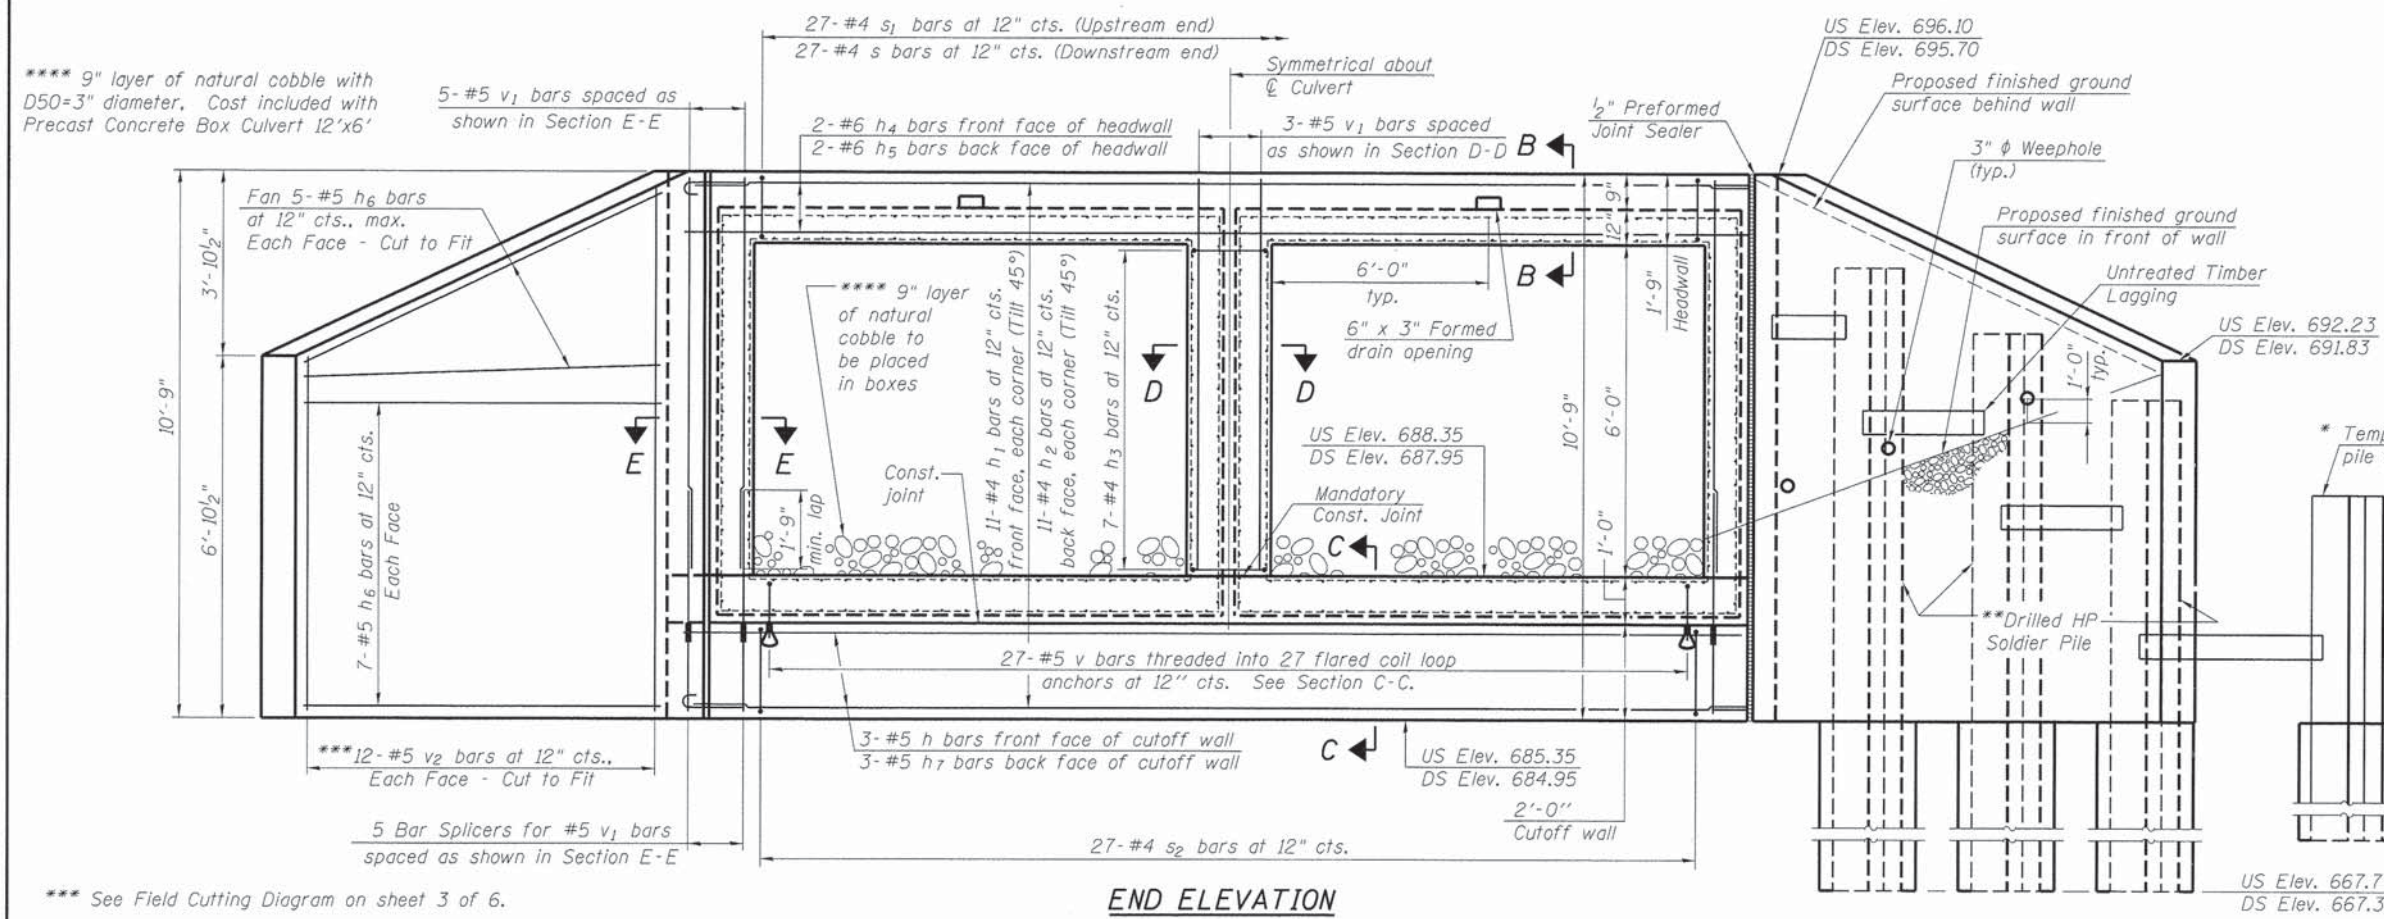 27-#4 s1 bars at 12" cts. (Upstream end)
27-#4 s bars at 12" cts. (Downstream end)
**** 9" layer of natural cobble with
D50=3" diameter. Cost included with
Precast Concrete Box Culvert 12'x6'
5-#5 v1 bars spaced as
shown in Section E-E
2-#6 h4 bars front face of headwall
2-#6 h5 bars back face of headwall
Symmetrical about
℄ Culvert
3-#5 v1 bars spaced
as shown in Section D-D
B
B
1/2" Preformed
Joint Sealer
US Elev. 696.10
DS Elev. 695.70
Proposed finished ground
surface behind wall
3" ϕ Weephole
(typ.)
Proposed finished ground
surface in front of wall
Untreated Timber
Lagging
US Elev. 692.23
DS Elev. 691.83
1'-0"
typ.
Fan 5-#5 h6 bars
at 12" cts., max.
Each Face - Cut to Fit
3'-10½"
10'-9"
6'-10½"
7-#5 h6 bars at 12" cts.
Each Face
**** 9" layer
of natural
cobble to
be placed
in boxes
11-#4 h1 bars at 12" cts.
front face, each corner (Tilt 45°)
11-#4 h2 bars at 12" cts.
back face, each corner (Tilt 45°)
7-#4 h3 bars at 12" cts.
6'-0"
typ.
6" x 3" Formed
drain opening
9"
12"
1'-9"
Headwall
D
D
E
E
Const.
joint
1'-9"
min. lap
US Elev. 688.35
DS Elev. 687.95
Mandatory
Const. Joint
10'-9"
6'-0"
1'-0"
C
C
* Temp
pile
**Drilled HP
Soldier Pile
27-#5 v bars threaded into 27 flared coil loop
anchors at 12" cts. See Section C-C.
3-#5 h bars front face of cutoff wall
3-#5 h7 bars back face of cutoff wall
US Elev. 685.35
DS Elev. 684.95
2'-0"
Cutoff wall
***12-#5 v2 bars at 12" cts.,
Each Face - Cut to Fit
5 Bar Splicers for #5 v1 bars
spaced as shown in Section E-E
27-#4 s2 bars at 12" cts.
*** See Field Cutting Diagram on sheet 3 of 6.
END ELEVATION
US Elev. 667.7
DS Elev. 667.3